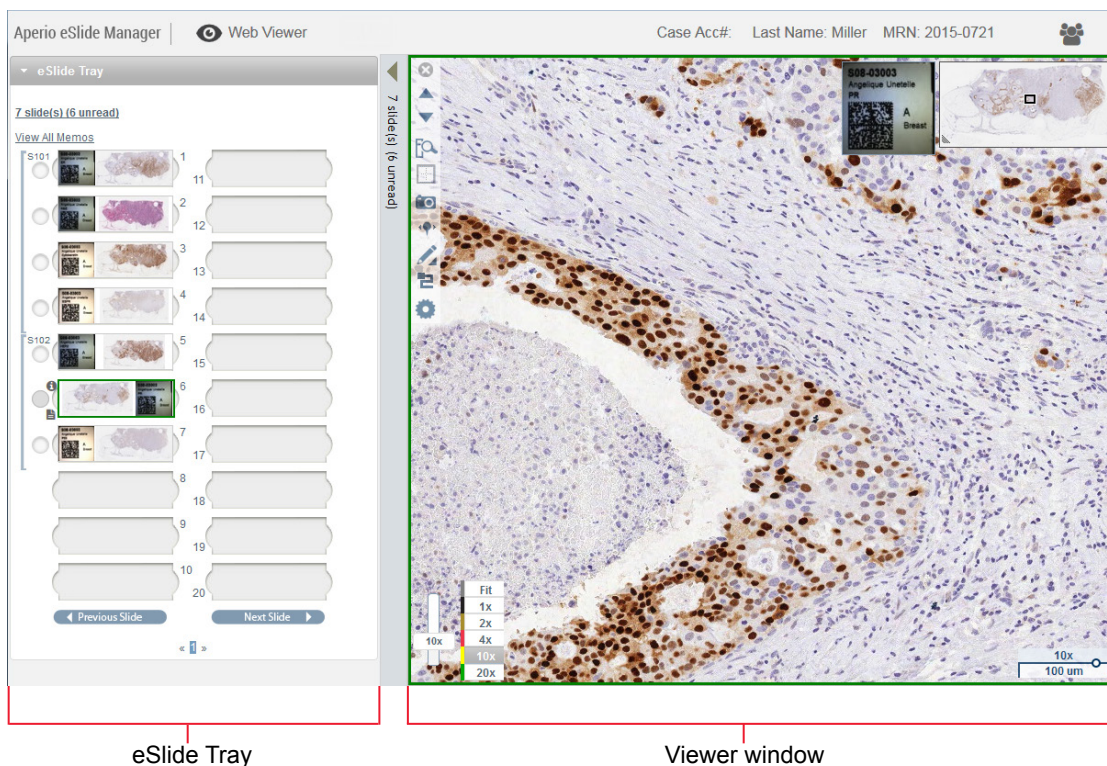 Aperio eSlide Manager
Web Viewer
Case Acc#:
Last Name: Miller
MRN: 2015-0721
eSlide Tray
7 slide(s) (6 unread)
View All Memos
S101
1
11
2
12
3
13
4
14
S102
5
15
6
16
7
17
8
18
9
19
10
20
Previous Slide
Next Slide
« 1 »
7 slide(s) (6 unread)
S08-03003
Angelique Unetelle
PR
A
Breast
10x
Fit
1x
2x
4x
10x
20x
10x
100 um
eSlide Tray
Viewer window